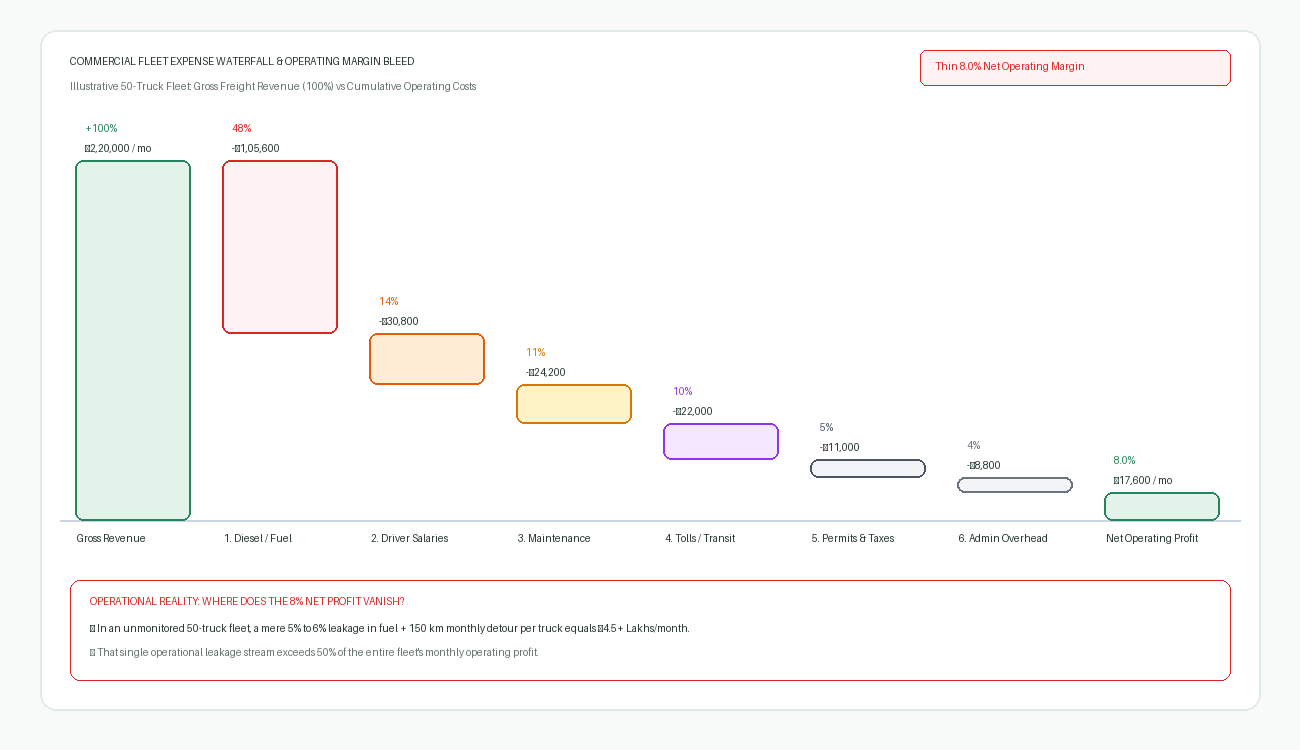 COMMERCIAL FLEET EXPENSE WATERFALL & OPERATING MARGIN BLEED
Illustrative 50-Truck Fleet: Gross Freight Revenue (100%) vs Cumulative Operating Costs
Thin 8.0% Net Operating Margin
+100%
2,20,000 / mo
48%
-1,05,600
14%
-30,800
11%
-24,200
10%
-22,000
5%
-11,000
4%
-8,800
8.0%
17,600 / mo
Gross Revenue
1. Diesel / Fuel
2. Driver Salaries
3. Maintenance
4. Tolls / Transit
5. Permits & Taxes
6. Admin Overhead
Net Operating Profit
OPERATIONAL REALITY: WHERE DOES THE 8% NET PROFIT VANISH?
In an unmonitored 50-truck fleet, a mere 5% to 6% leakage in fuel + 150 km monthly detour per truck equals 4.5+ Lakhs/month.
That single operational leakage stream exceeds 50% of the entire fleet's monthly operating profit.